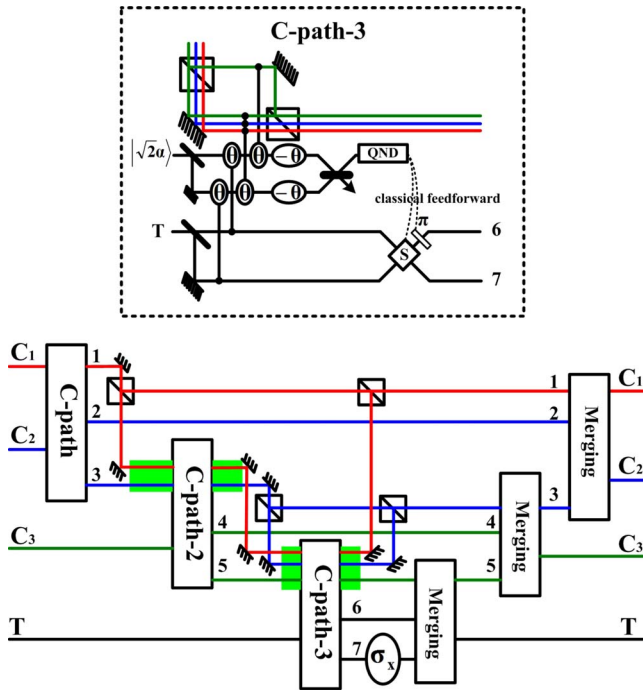 C-path-3
|√2α⟩
θ θ −θ QND
θ θ −θ
classical feedforward
π
T 6
S
7
C₁ 1 1 C₁
C-path
2 2
Merging
C₂ 3 3 C₂
C-path-2
4 4
Merging
C₃ 5 5 C₃
C-path-3
6
Merging
T T
7 σₓ